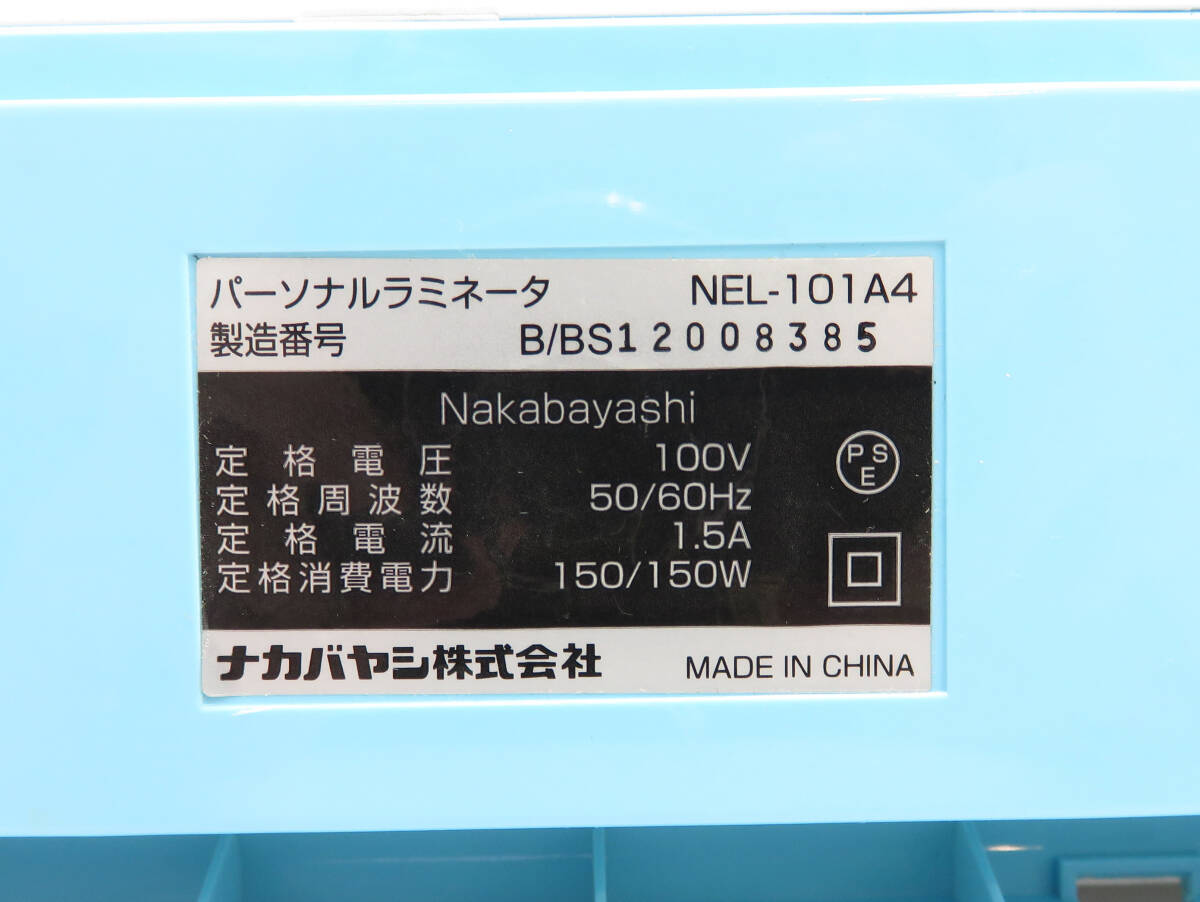 パーソナルラミネータ NEL-101A4
製造番号 B/BS12008385
Nakabayashi
定格電圧 100V
定格周波数 50/60Hz
定格電流 1.5A
定格消費電力 150/150W
PSE
ナカバヤシ株式会社 MADE IN CHINA